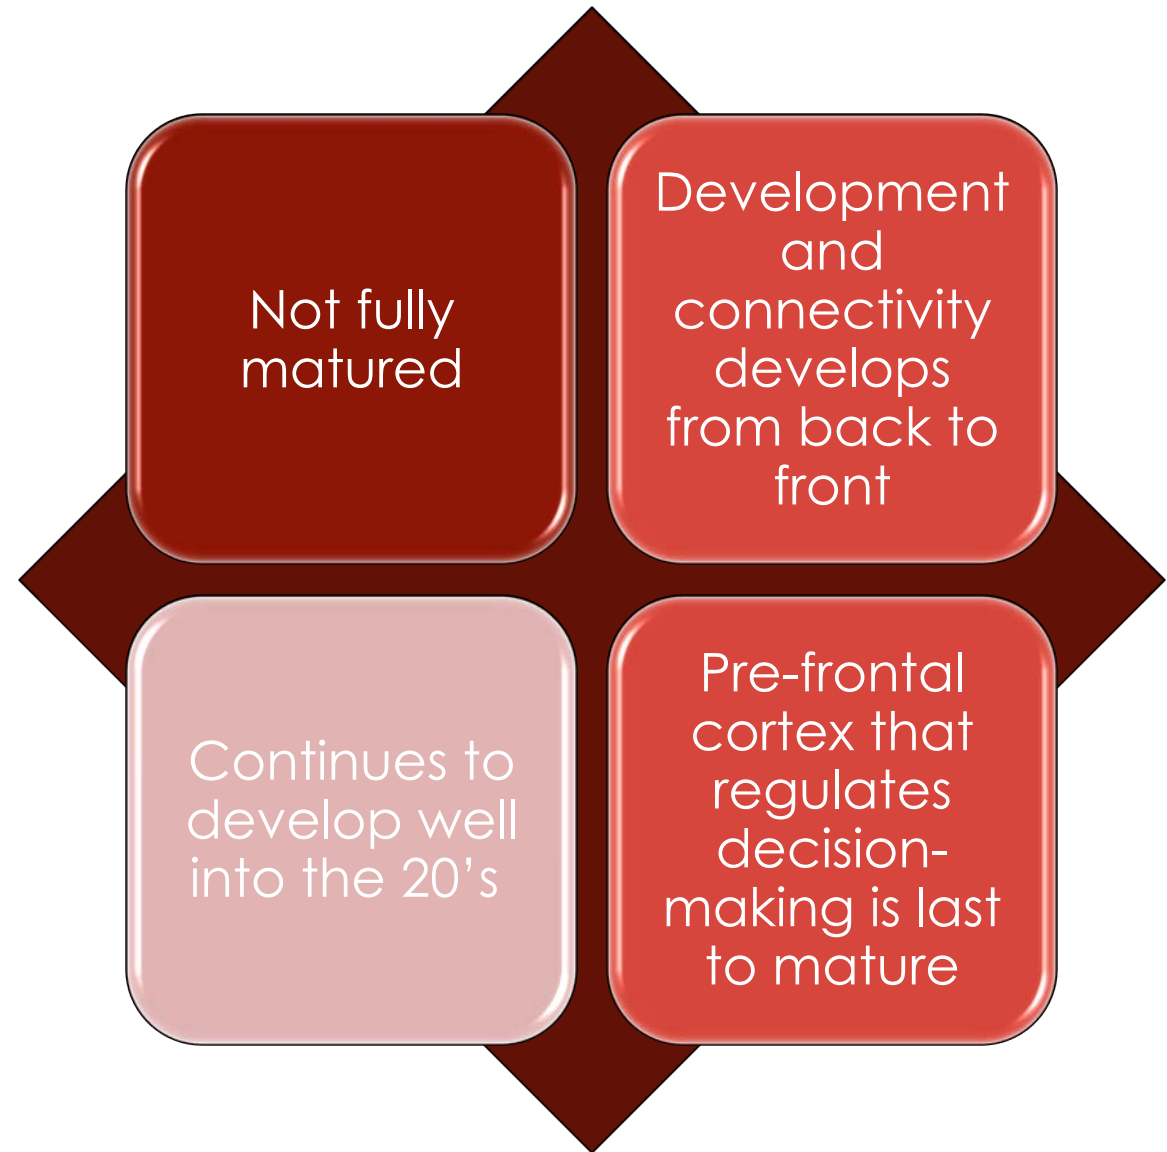 Not fully
matured
Development
and
connectivity
develops
from back to
front
Continues to
develop well
into the 20’s
Pre-frontal
cortex that
regulates
decision-
making is last
to mature